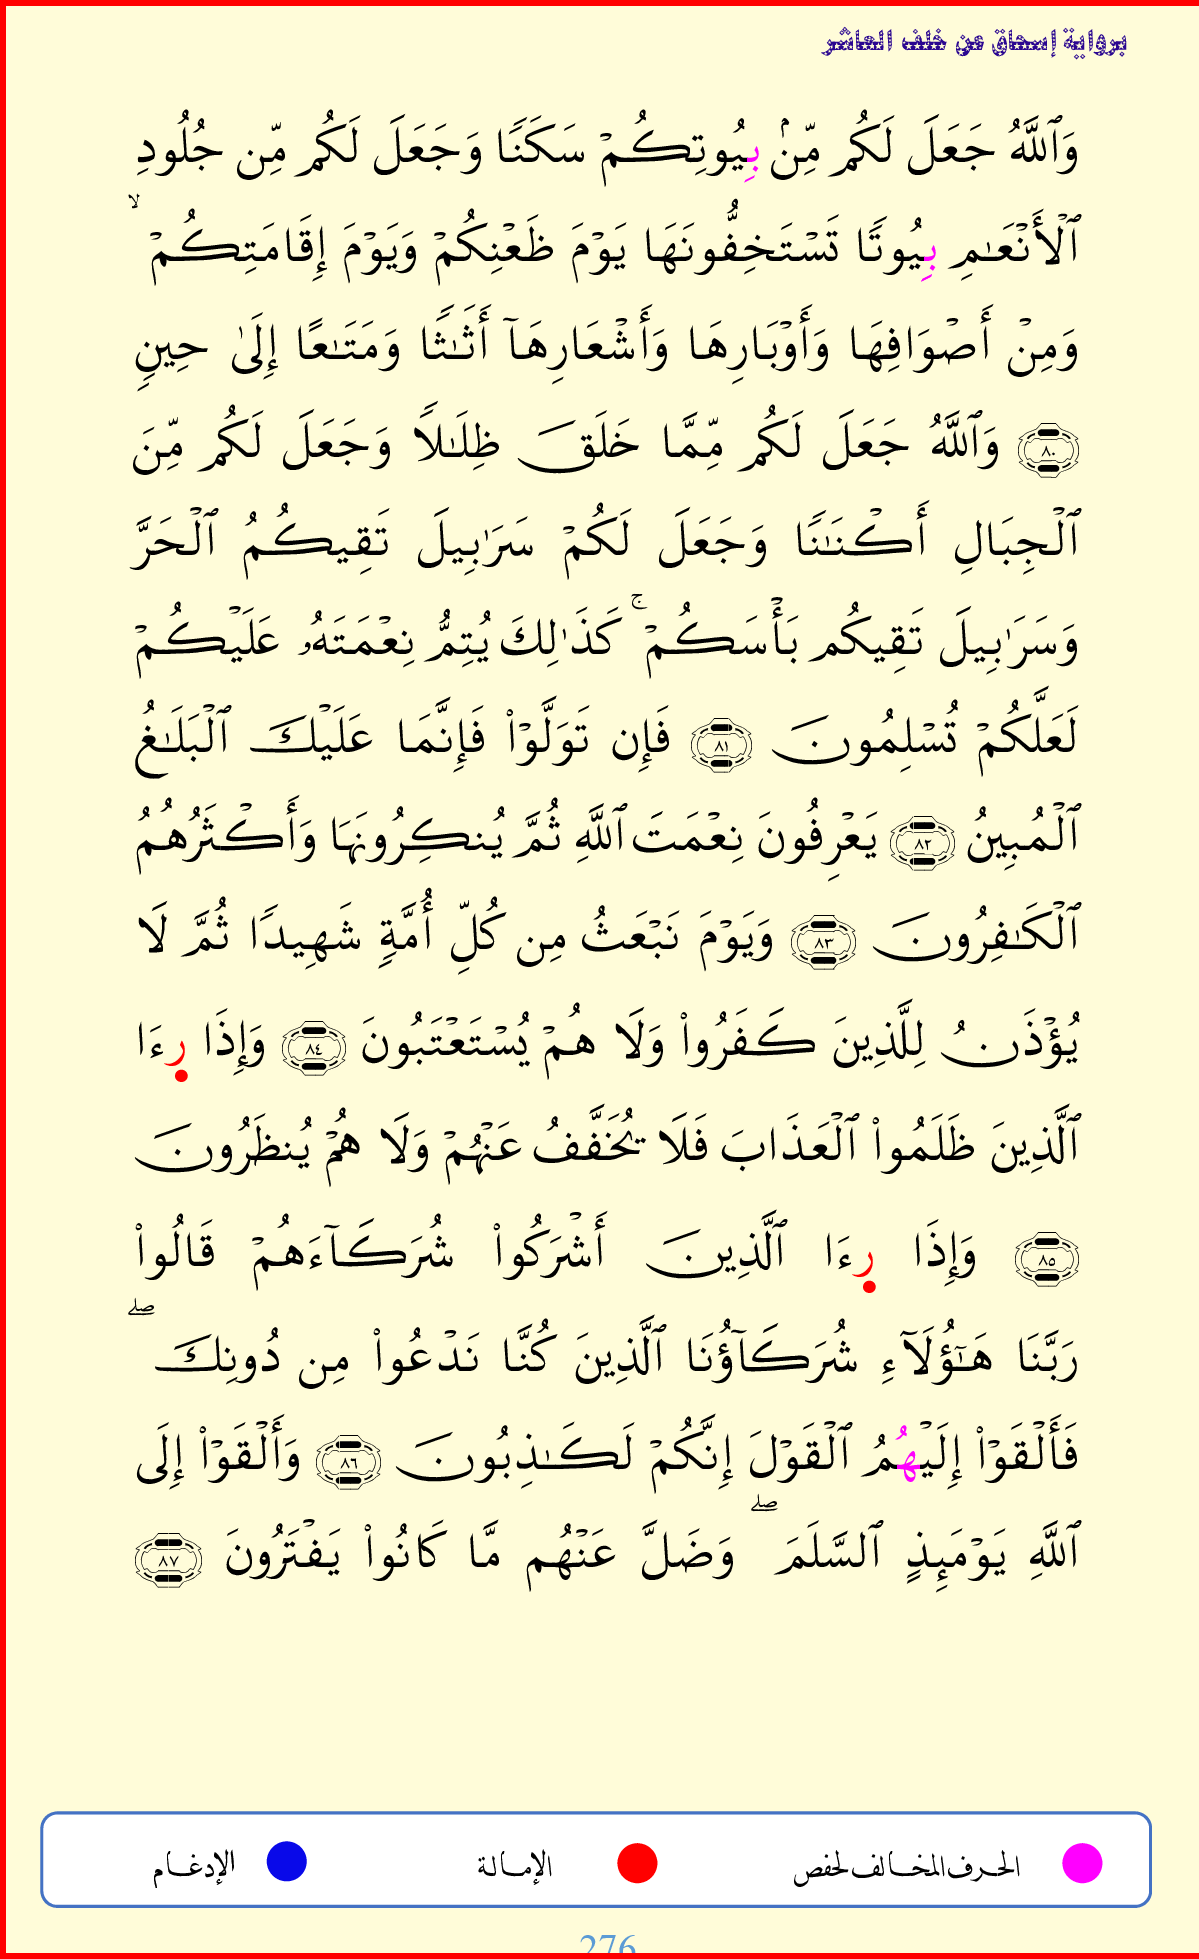 برواية إسحاق عن خلف العاشر
وَٱللَّهُ جَعَلَ لَكُم مِّنۢ بِيُوتِكُمۡ سَكَنٗا وَجَعَلَ لَكُم مِّن جُلُودِ
ٱلۡأَنۡعَٰمِ بِيُوتٗا تَسۡتَخِفُّونَهَا يَوۡمَ ظَعۡنِكُمۡ وَيَوۡمَ إِقَامَتِكُمۡ ۙ
وَمِنۡ أَصۡوَافِهَا وَأَوۡبَارِهَا وَأَشۡعَارِهَآ أَثَٰثٗا وَمَتَٰعًا إِلَىٰ حِينٖ
٨٠ وَٱللَّهُ جَعَلَ لَكُم مِّمَّا خَلَقَ ظِلَٰلٗا وَجَعَلَ لَكُم مِّنَ
ٱلۡجِبَالِ أَكۡنَٰنٗا وَجَعَلَ لَكُمۡ سَرَٰبِيلَ تَقِيكُمُ ٱلۡحَرَّ
وَسَرَٰبِيلَ تَقِيكُم بَأۡسَكُمۡ ۚ كَذَٰلِكَ يُتِمُّ نِعۡمَتَهُۥ عَلَيۡكُمۡ
لَعَلَّكُمۡ تُسۡلِمُونَ ٨١ فَإِن تَوَلَّوۡاْ فَإِنَّمَا عَلَيۡكَ ٱلۡبَلَٰغُ
ٱلۡمُبِينُ ٨٢ يَعۡرِفُونَ نِعۡمَتَ ٱللَّهِ ثُمَّ يُنكِرُونَهَا وَأَكۡثَرُهُمُ
ٱلۡكَٰفِرُونَ ٨٣ وَيَوۡمَ نَبۡعَثُ مِن كُلِّ أُمَّةٖ شَهِيدٗا ثُمَّ لَا
يُؤۡذَنُ لِلَّذِينَ كَفَرُواْ وَلَا هُمۡ يُسۡتَعۡتَبُونَ ٨٤ وَإِذَا رِءَا
ٱلَّذِينَ ظَلَمُواْ ٱلۡعَذَابَ فَلَا يُخَفَّفُ عَنۡهُمۡ وَلَا هُمۡ يُنظَرُونَ
٨٥ وَإِذَا رِءَا ٱلَّذِينَ أَشۡرَكُواْ شُرَكَآءَهُمۡ قَالُواْ
رَبَّنَا هَٰٓؤُلَآءِ شُرَكَآؤُنَا ٱلَّذِينَ كُنَّا نَدۡعُواْ مِن دُونِكَ ۖ
فَأَلۡقَوۡاْ إِلَيۡهُمُ ٱلۡقَوۡلَ إِنَّكُمۡ لَكَٰذِبُونَ ٨٦ وَأَلۡقَوۡاْ إِلَى
ٱللَّهِ يَوۡمَئِذٍ ٱلسَّلَمَ ۖ وَضَلَّ عَنۡهُم مَّا كَانُواْ يَفۡتَرُونَ ٨٧
الحرف المخالف لحفص الإمالة الإدغام
276